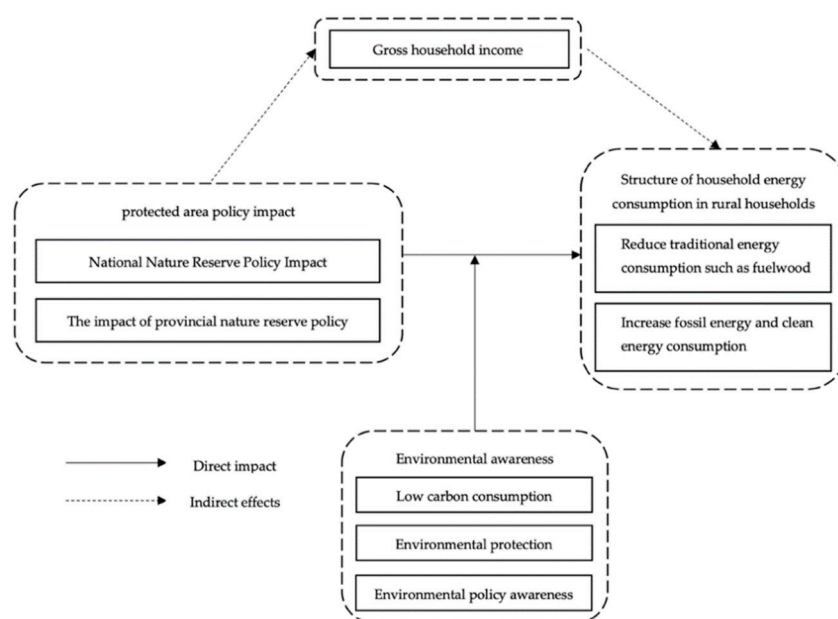 Gross household income
protected area policy impact
National Nature Reserve Policy Impact
The impact of provincial nature reserve policy
Structure of household energy
consumption in rural households
Reduce traditional energy
consumption such as fuelwood
Increase fossil energy and clean
energy consumption
Direct impact
Indirect effects
Environmental awareness
Low carbon consumption
Environmental protection
Environmental policy awareness